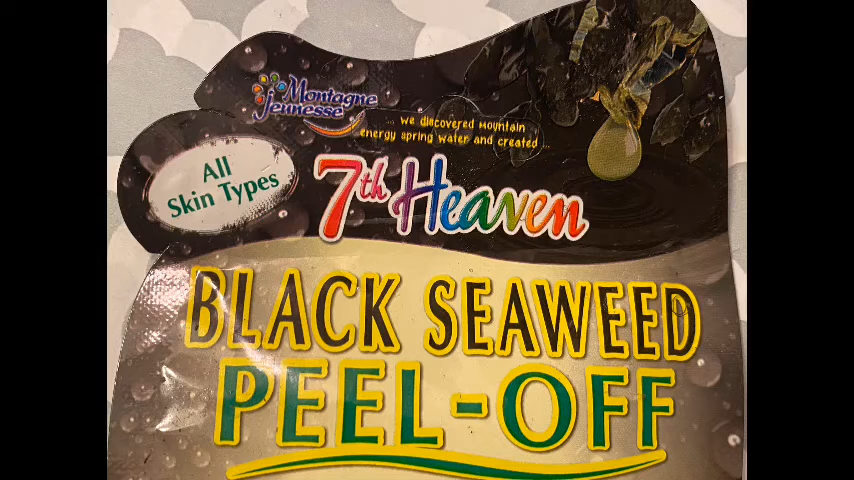 Montagne
Jeunesse
... we discovered Mountain
energy spring water and created ...
All
Skin Types
7th Heaven
BLACK SEAWEED
PEEL-OFF